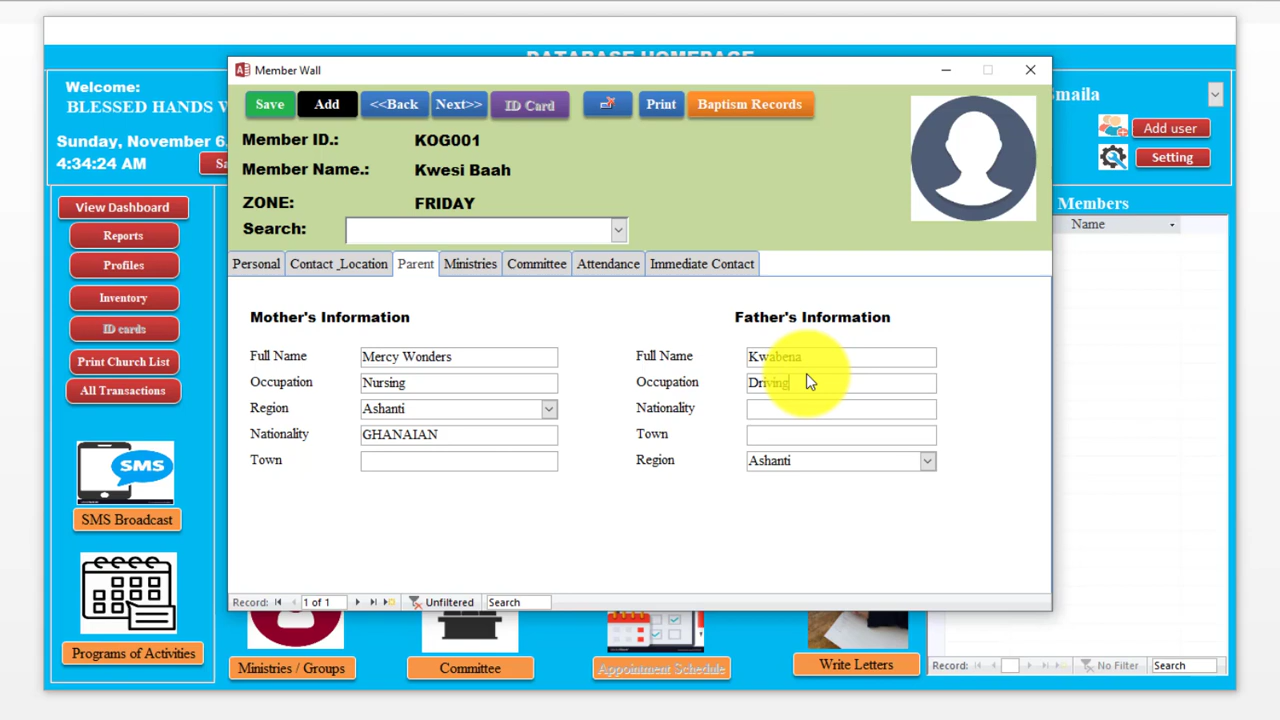 DATABASE HOMEPAGE
Member Wall
Welcome:
BLESSED HANDS
Sunday, November 6,
4:34:24 AM
Save Add <<Back Next>> ID Card Print Baptism Records
Member ID.: KOG001
Member Name.: Kwesi Baah
ZONE: FRIDAY
Search:
Add user
Setting
Members
Name
View Dashboard
Reports
Profiles
Inventory
ID cards
Print Church List
All Transactions
SMS
SMS Broadcast
Programs of Activities
Personal Contact _Location Parent Ministries Committee Attendance Immediate Contact
Mother's Information
Full Name Mercy Wonders
Occupation Nursing
Region Ashanti
Nationality GHANAIAN
Town
Father's Information
Full Name Kwabena
Occupation Driving
Nationality
Town
Region Ashanti
Record: 1 of 1 Unfiltered Search
Ministries / Groups
Committee
Appointment Schedule
Write Letters
Record: No Filter Search